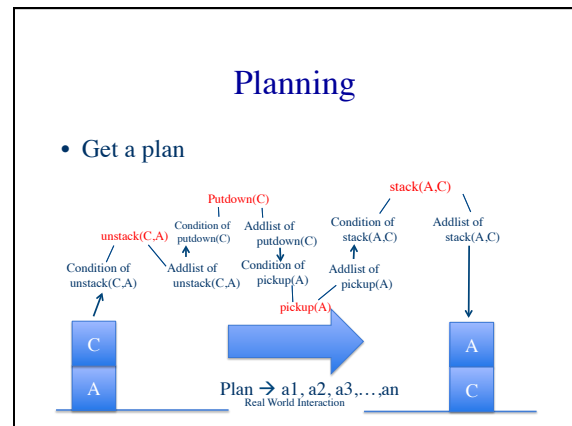 Planning
• Get a plan
Putdown(C)
stack(A,C)
unstack(C,A)
Condition of
putdown(C)
Addlist of
putdown(C)
Condition of
stack(A,C)
Addlist of
stack(A,C)
Condition of
unstack(C,A)
Addlist of
unstack(C,A)
Condition of
pickup(A)
Addlist of
pickup(A)
pickup(A)
C
A
A
C
Plan → a1, a2, a3,…,an
Real World Interaction